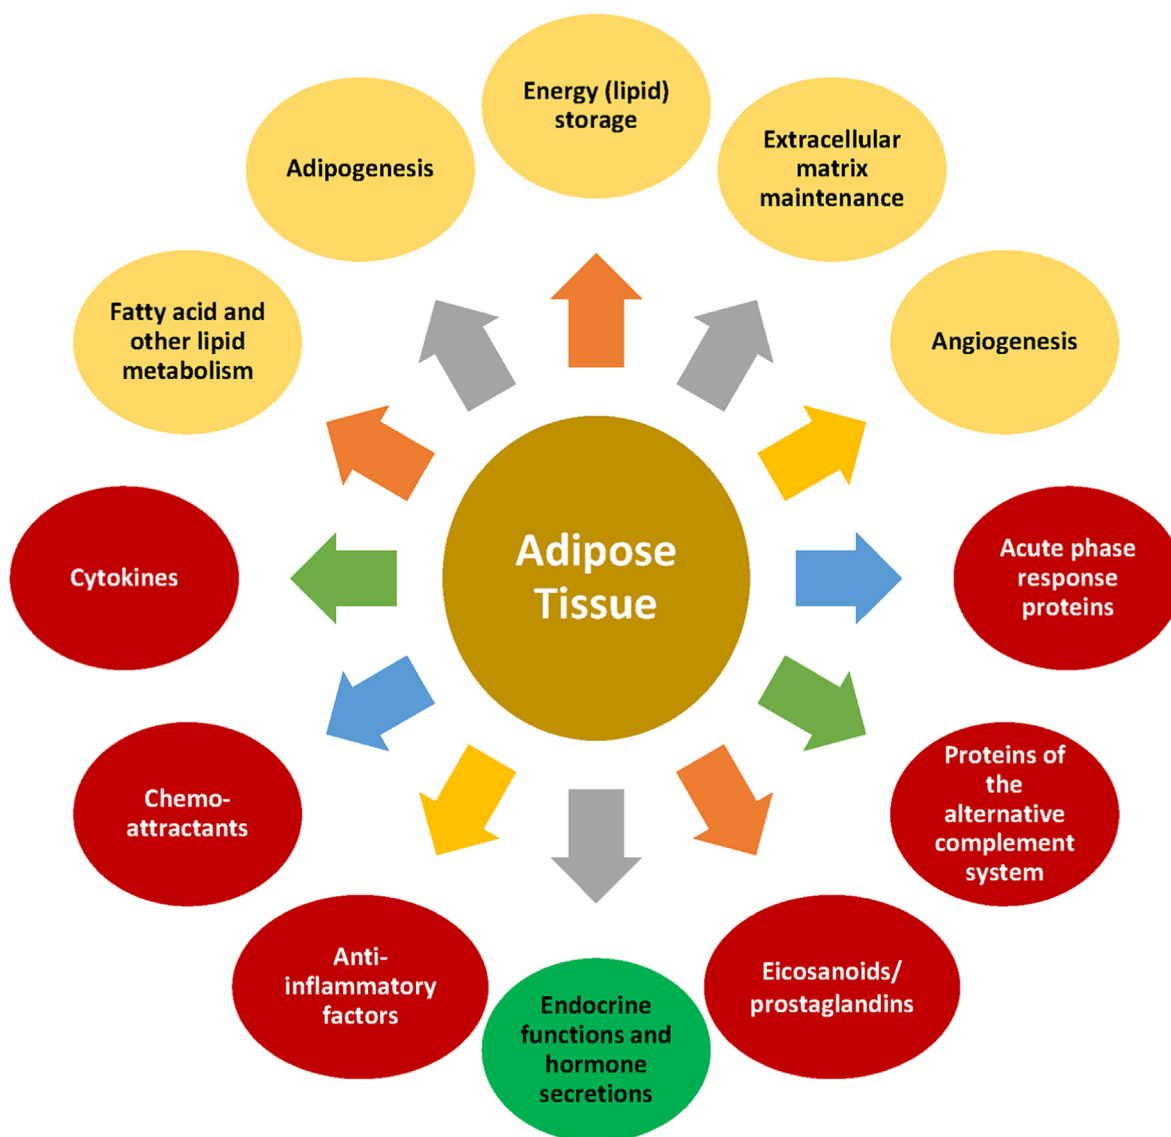 Energy (lipid)
storage
Extracellular
matrix
maintenance
Angiogenesis
Acute phase
response
proteins
Proteins of
the
alternative
complement
system
Eicosanoids/
prostaglandins
Endocrine
functions and
hormone
secretions
Anti-
inflammatory
factors
Chemo-
attractants
Cytokines
Fatty acid and
other lipid
metabolism
Adipogenesis
Adipose
Tissue